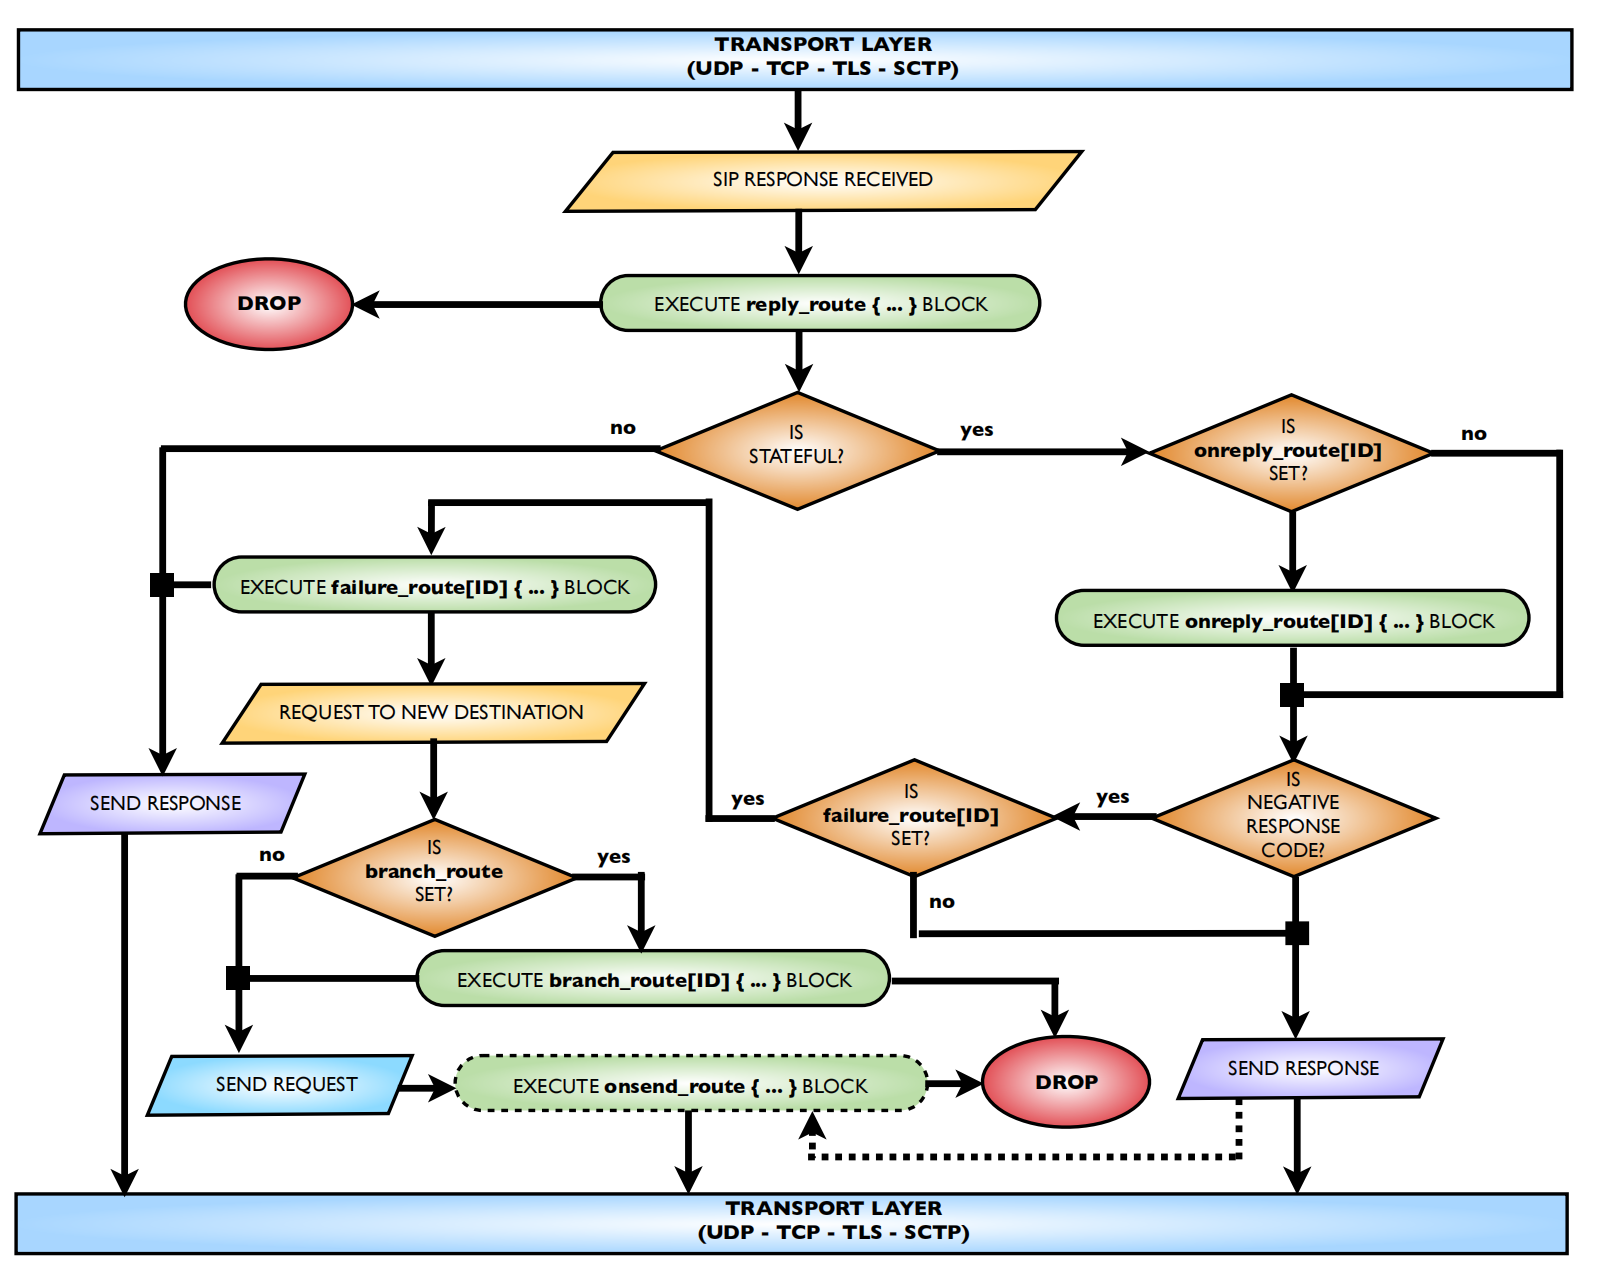 TRANSPORT LAYER
(UDP - TCP - TLS - SCTP)
SIP RESPONSE RECEIVED
DROP
EXECUTE reply_route { ... } BLOCK
no
IS
STATEFUL?
yes
IS
onreply_route[ID]
SET?
no
EXECUTE failure_route[ID] { ... } BLOCK
EXECUTE onreply_route[ID] { ... } BLOCK
REQUEST TO NEW DESTINATION
SEND RESPONSE
yes
IS
failure_route[ID]
SET?
yes
IS
NEGATIVE
RESPONSE
CODE?
no
IS
branch_route
SET?
yes
no
EXECUTE branch_route[ID] { ... } BLOCK
SEND REQUEST
EXECUTE onsend_route { ... } BLOCK
DROP
SEND RESPONSE
TRANSPORT LAYER
(UDP - TCP - TLS - SCTP)